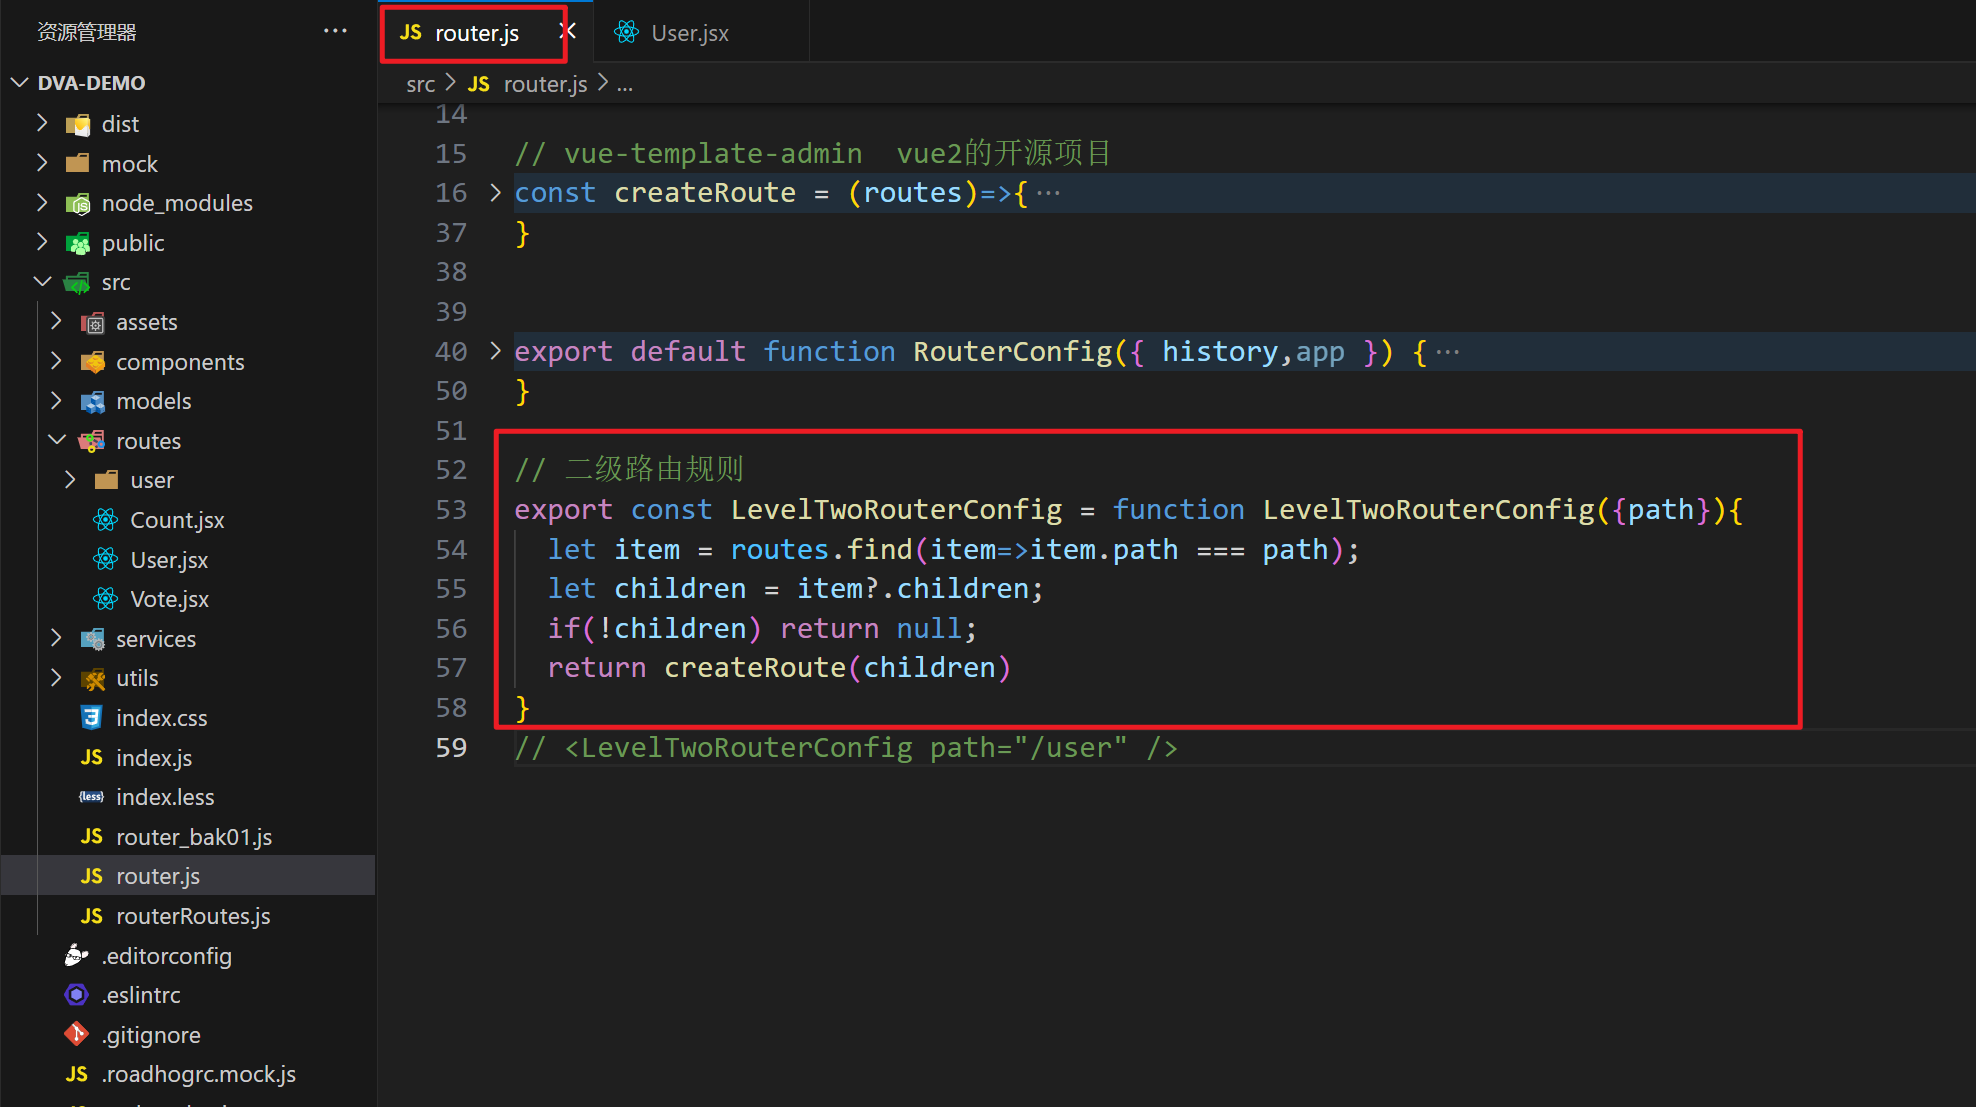 资源管理器
···
DVA-DEMO
dist
mock
node_modules
public
src
assets
components
models
routes
user
Count.jsx
User.jsx
Vote.jsx
services
utils
index.css
JS index.js
{less} index.less
JS router_bak01.js
JS router.js
JS routerRoutes.js
.editorconfig
.eslintrc
.gitignore
JS .roadhogrc.mock.js
JS router.js
User.jsx
src > JS router.js > ...
14
15 // vue-template-admin  vue2的开源项目
16 const createRoute = (routes)=>{···
37 }
38
39
40 export default function RouterConfig({ history,app }) {···
50 }
51
52 // 二级路由规则
53 export const LevelTwoRouterConfig = function LevelTwoRouterConfig({path}){
54   let item = routes.find(item=>item.path === path);
55   let children = item?.children;
56   if(!children) return null;
57   return createRoute(children)
58 }
59 // <LevelTwoRouterConfig path="/user" />